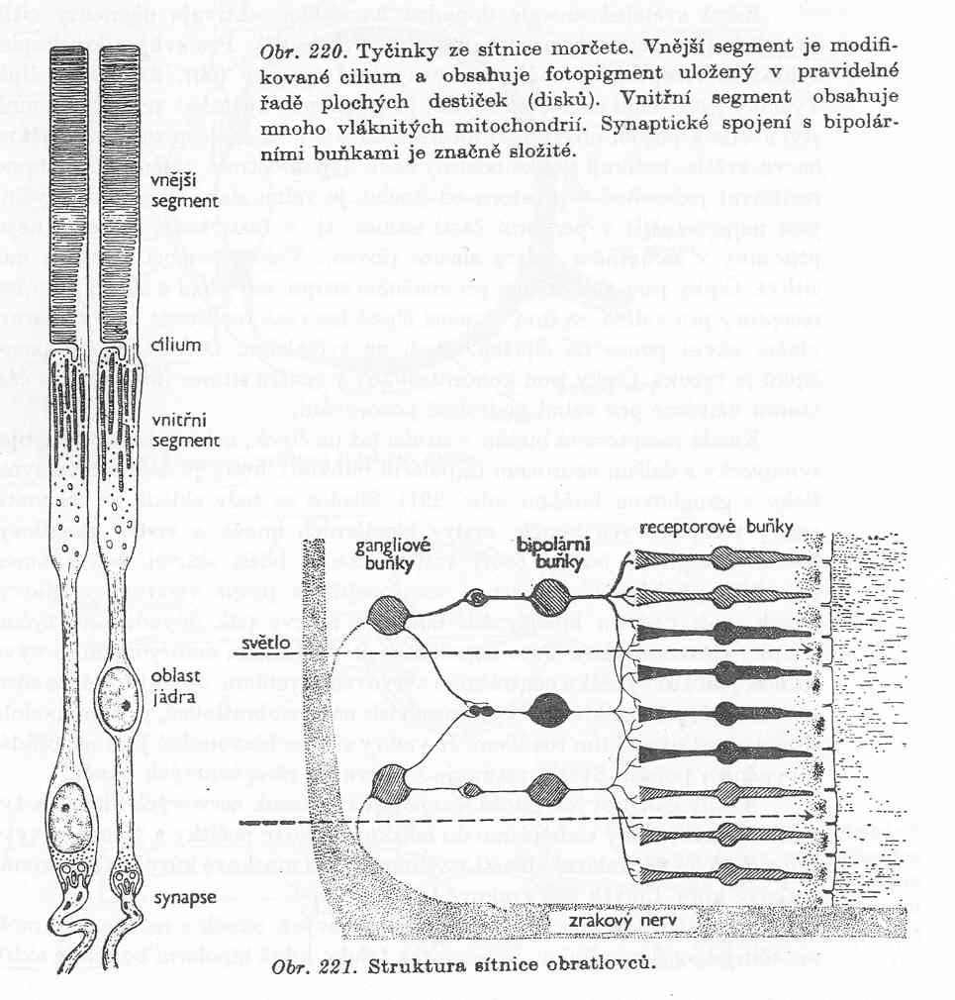 Obr. 220. Tyčinky ze sítnice morčete. Vnější segment je modifi-
kované cilium a obsahuje fotopigment uložený v pravidelné
řadě plochých destiček (disků). Vnitřní segment obsahuje
mnoho vláknitých mitochondrií. Synaptické spojení s bipolár-
ními buňkami je značně složité.
vnější
segment
cílium
vnitřní
segment
oblast
jádra
synapse
gangliové
buňky
bipolární
buňky
receptorové buňky
světlo
zrakový nerv
Obr. 221. Struktura sítnice obratlovců.